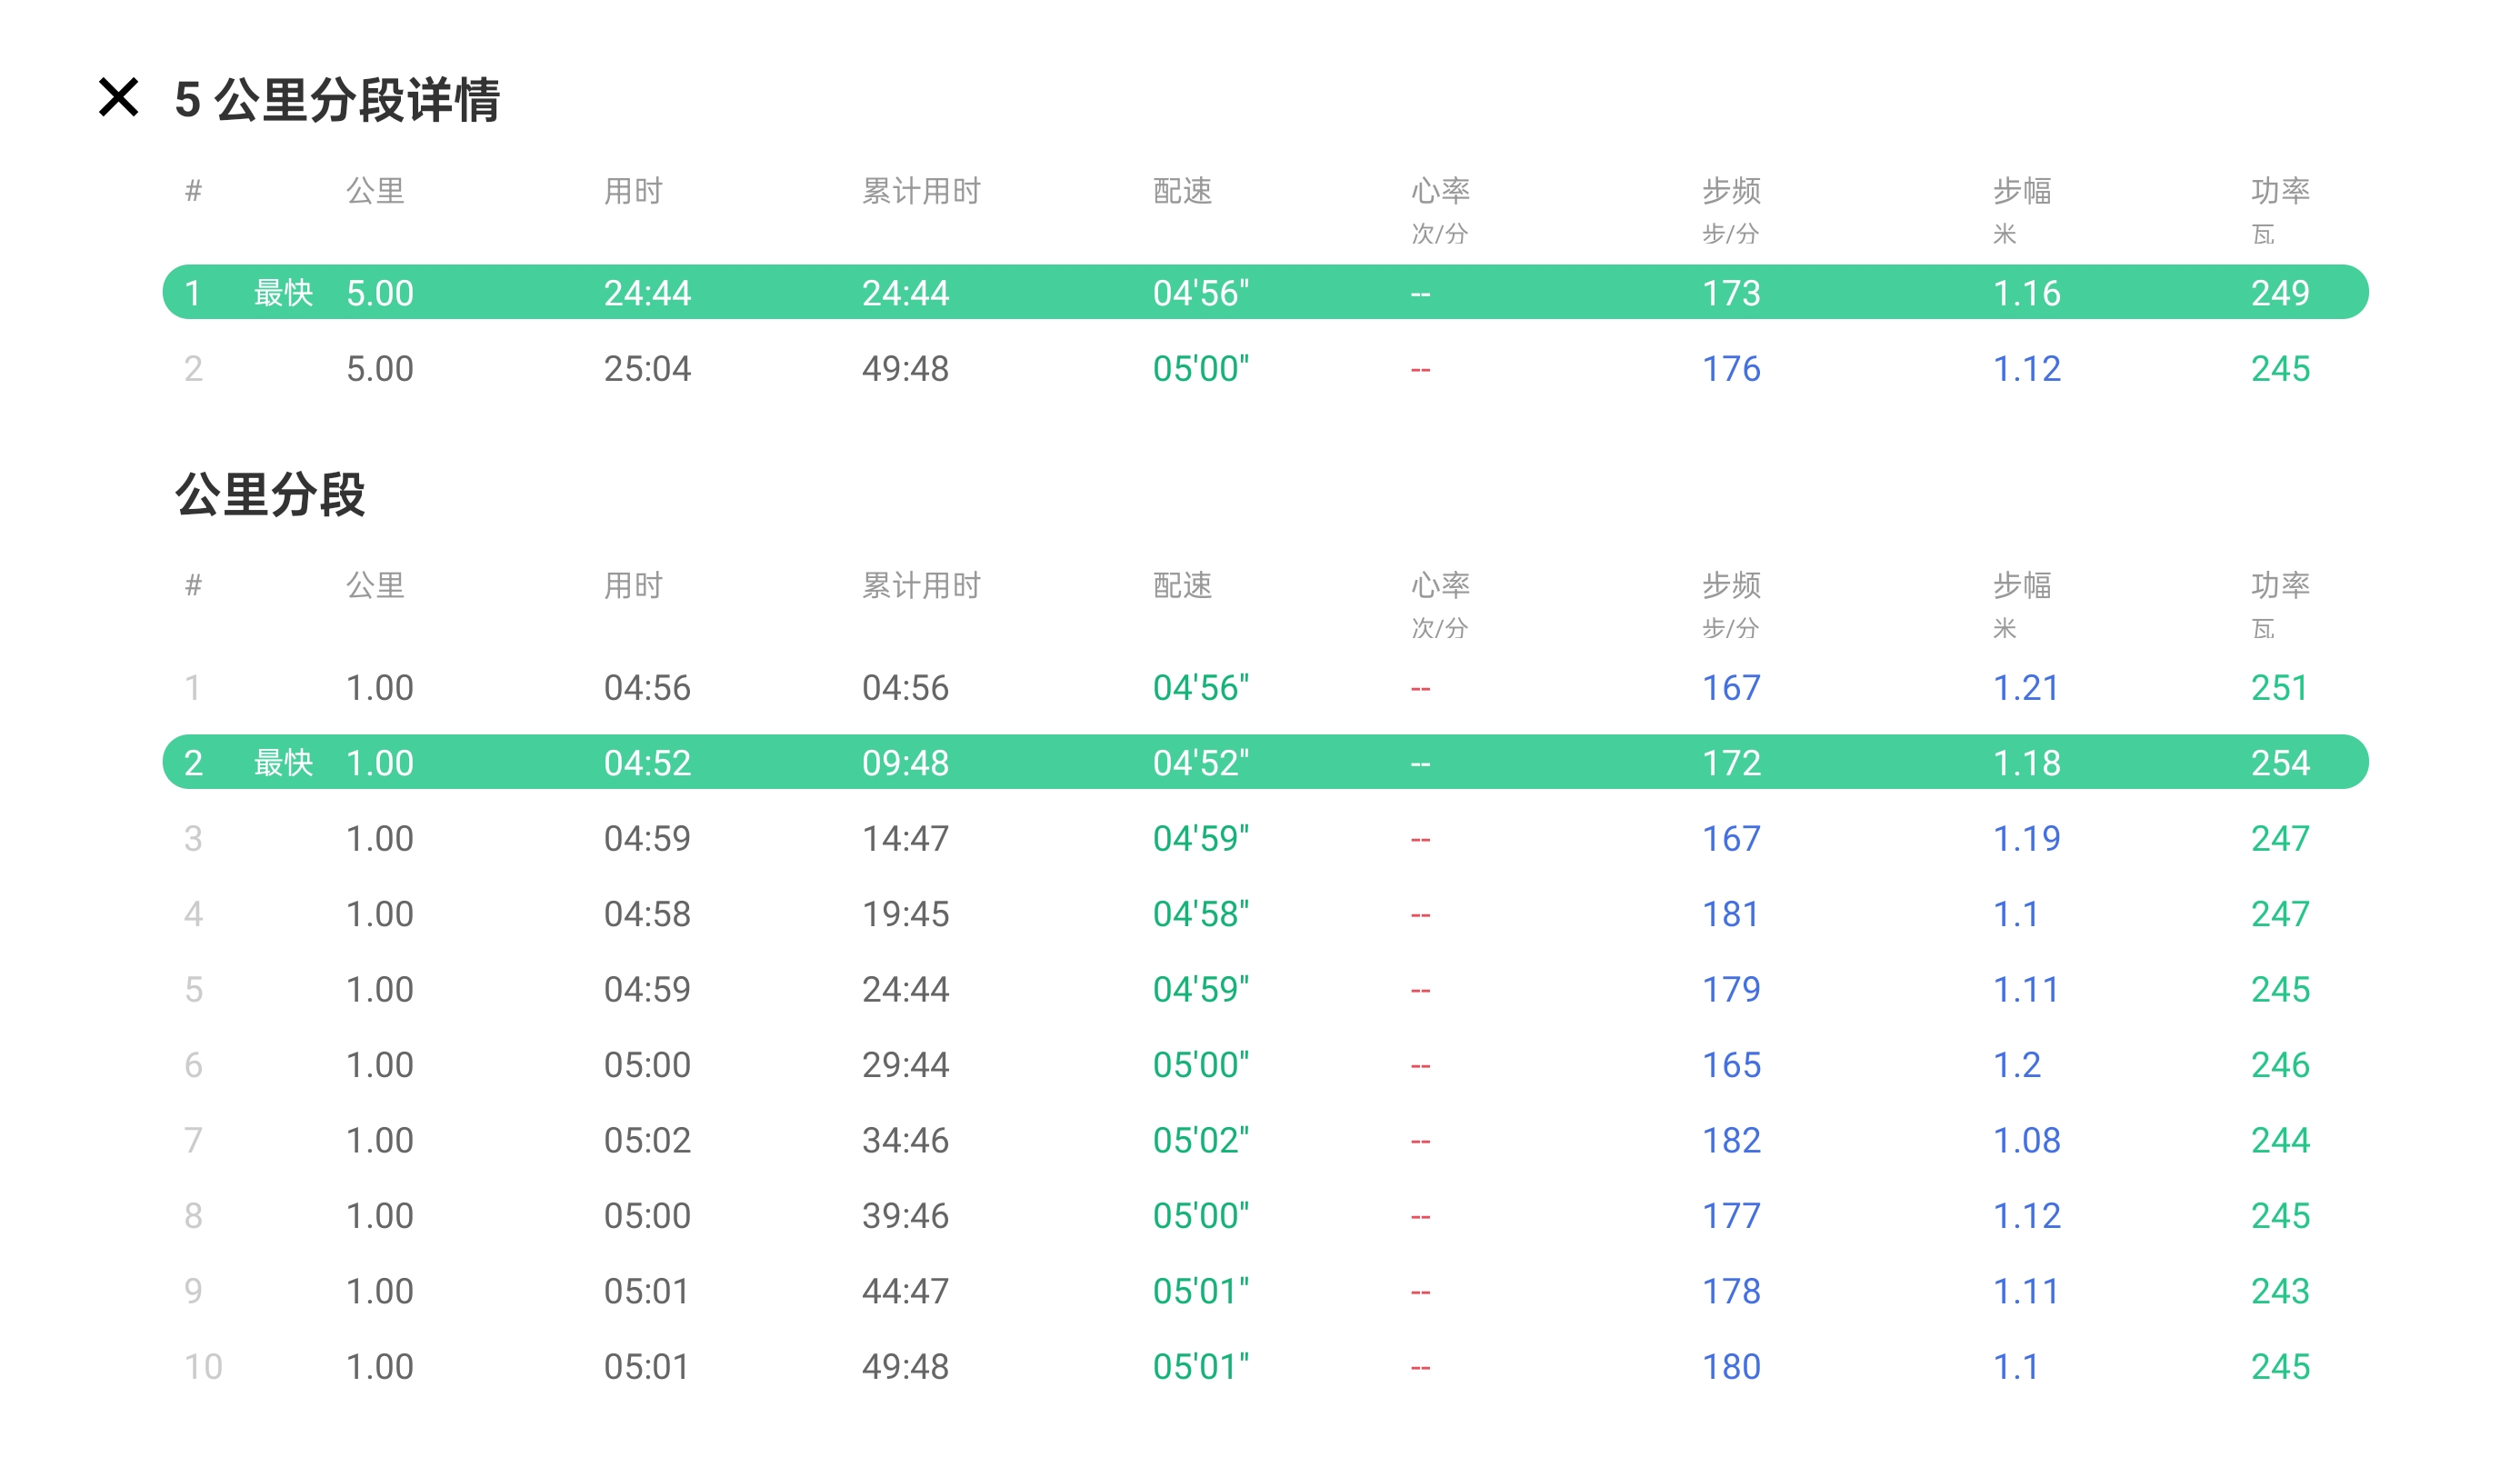 5 公里分段详情
# 公里 用时 累计用时 配速 心率 步频 步幅 功率
次/分 步/分 米 瓦
1 最快 5.00 24:44 24:44 04'56" -- 173 1.16 249
2 5.00 25:04 49:48 05'00" -- 176 1.12 245
公里分段
# 公里 用时 累计用时 配速 心率 步频 步幅 功率
次/分 步/分 米 瓦
1 1.00 04:56 04:56 04'56" -- 167 1.21 251
2 最快 1.00 04:52 09:48 04'52" -- 172 1.18 254
3 1.00 04:59 14:47 04'59" -- 167 1.19 247
4 1.00 04:58 19:45 04'58" -- 181 1.1 247
5 1.00 04:59 24:44 04'59" -- 179 1.11 245
6 1.00 05:00 29:44 05'00" -- 165 1.2 246
7 1.00 05:02 34:46 05'02" -- 182 1.08 244
8 1.00 05:00 39:46 05'00" -- 177 1.12 245
9 1.00 05:01 44:47 05'01" -- 178 1.11 243
10 1.00 05:01 49:48 05'01" -- 180 1.1 245